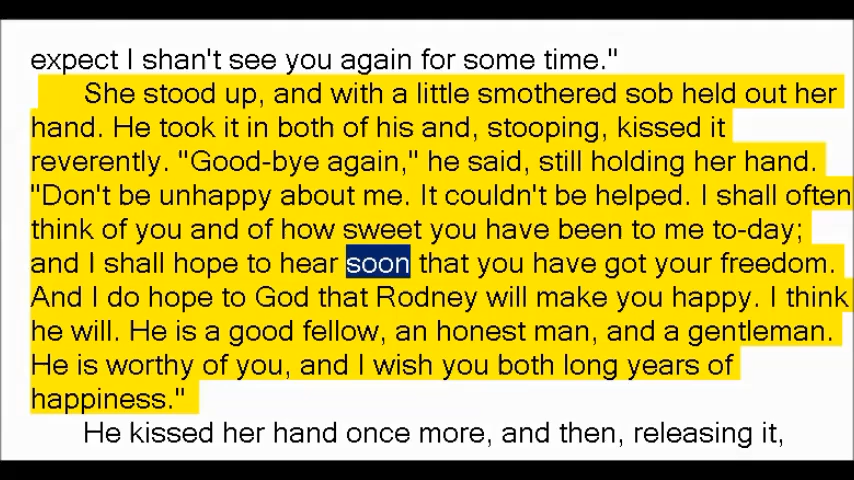 expect I shan't see you again for some time."
She stood up, and with a little smothered sob held out her
hand. He took it in both of his and, stooping, kissed it
reverently. "Good-bye again," he said, still holding her hand.
"Don't be unhappy about me. It couldn't be helped. I shall often
think of you and of how sweet you have been to me to-day;
and I shall hope to hear soon that you have got your freedom.
And I do hope to God that Rodney will make you happy. I think
he will. He is a good fellow, an honest man, and a gentleman.
He is worthy of you, and I wish you both long years of
happiness."
He kissed her hand once more, and then, releasing it,